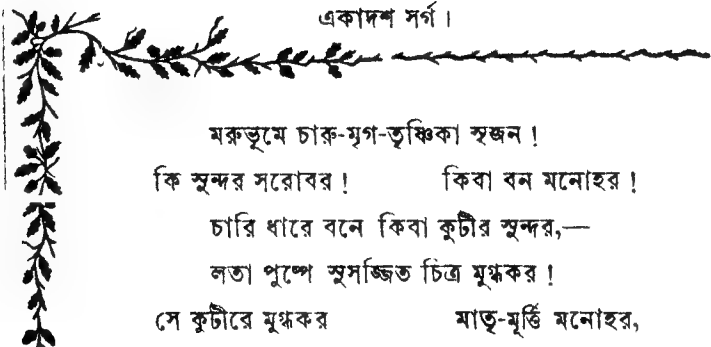 একাদশ সর্গ।
মরুভূমে চারু-মৃগ-তৃষ্ণিকা সৃজন !
কি সুন্দর সরোবর !	কিবা বন মনোহর !
চারি ধারে বনে কিবা কুটীর সুন্দর,—
লতা পুষ্পে সুসজ্জিত চিত্র মুগ্ধকর !
সে কুটীরে মুগ্ধকর	মাতৃ-মূর্ত্তি মনোহর,